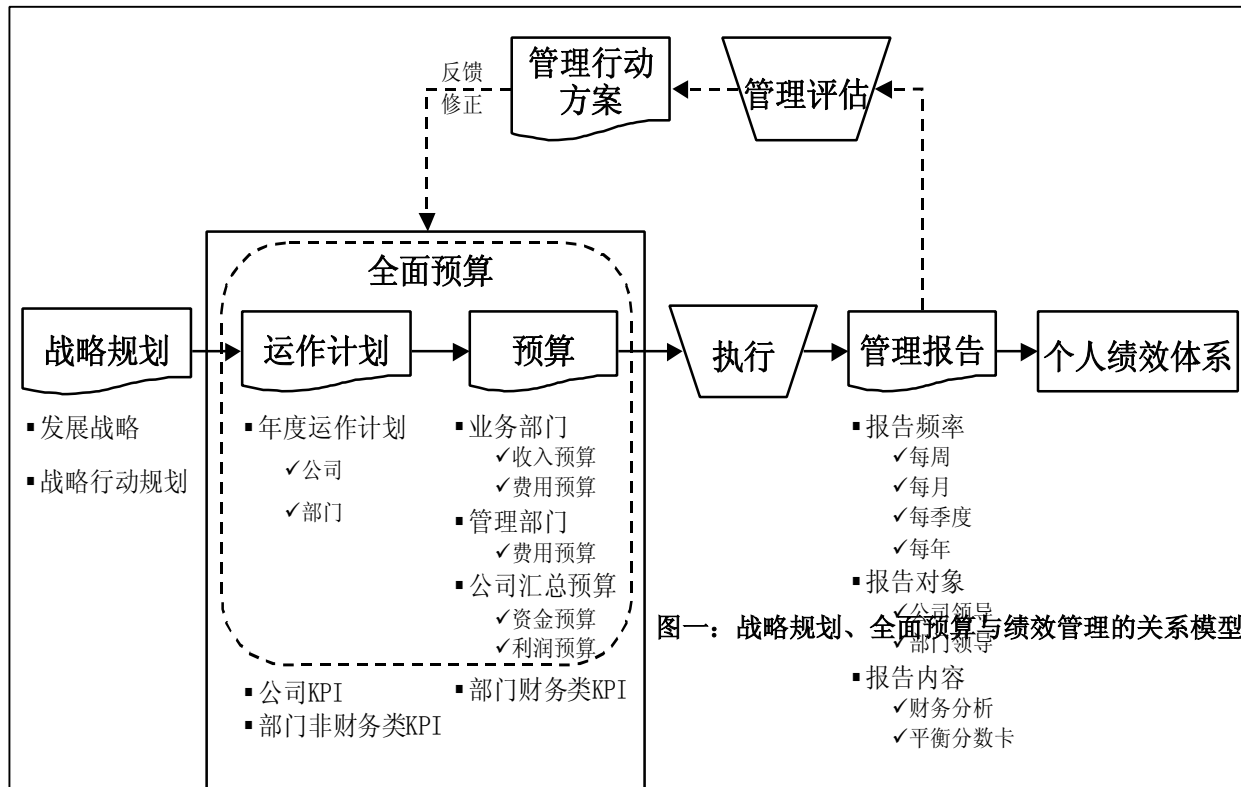 管理行动
方案
管理评估
反馈
修正
全面预算
战略规划
运作计划
预算
执行
管理报告
个人绩效体系
▪发展战略
▪战略行动规划
▪年度运作计划
✓公司
✓部门
▪业务部门
✓收入预算
✓费用预算
▪管理部门
✓费用预算
▪公司汇总预算
✓资金预算
✓利润预算
▪公司KPI
▪部门非财务类KPI
▪部门财务类KPI
▪报告频率
✓每周
✓每月
✓每季度
✓每年
▪报告对象
✓公司领导
✓部门领导
图一：战略规划、全面预算与绩效管理的关系模型
▪报告内容
✓财务分析
✓平衡分数卡